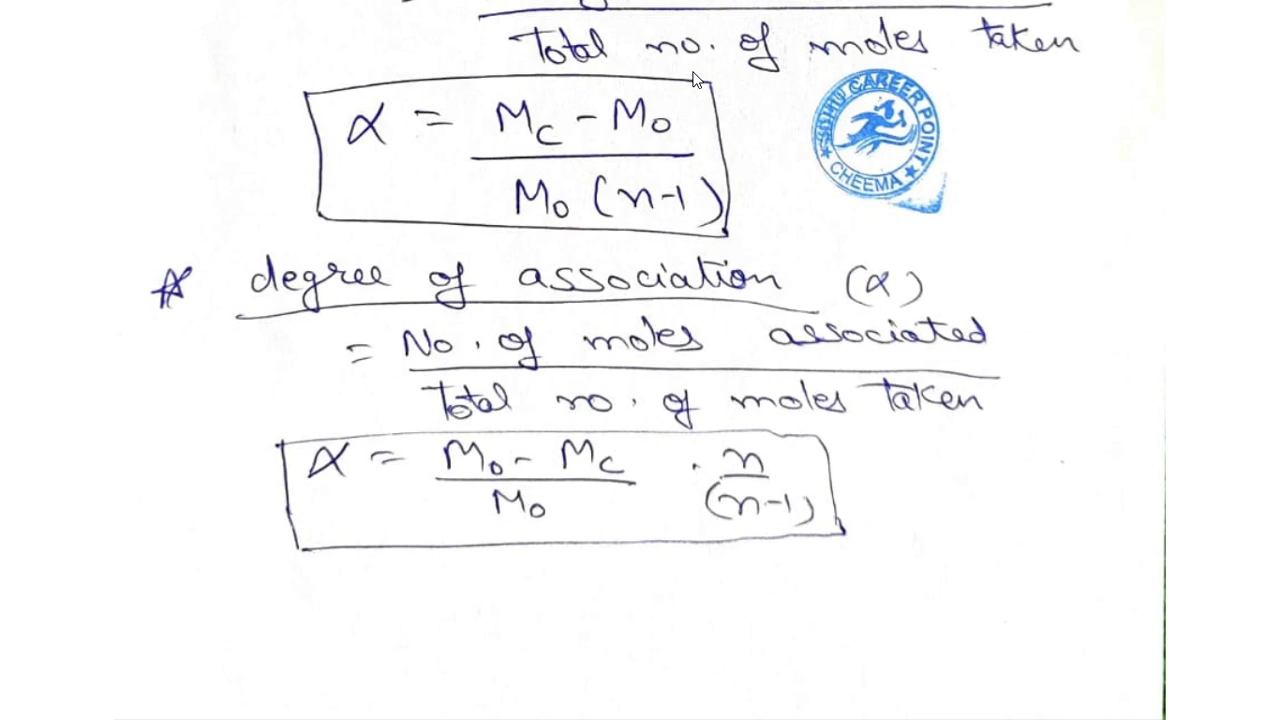 Total no. of moles taken
α = Mc - Mo
Mo (n-1)
CAREER POINT
★ CHEEMA ★
* degree of association (α)
= No. of moles associated
Total no. of moles taken
α = Mo - Mc . n
Mo (n-1)